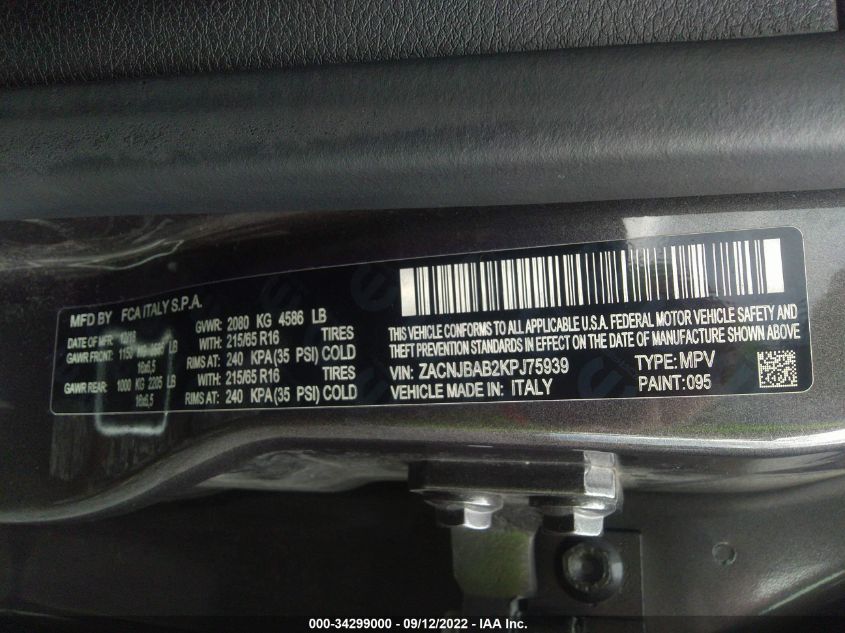 MFD BY FCA ITALY S.P.A.
DATE OF MFR
GVWR: 2080 KG 4586 LB
GAWR FRONT: 1150 LB WITH: 215/65 R16 TIRES
16x6,5 RIMS AT: 240 KPA(35 PSI) COLD
GAWR REAR: 1000 KG 2205 LB WITH: 215/65 R16 TIRES
16x6,5 RIMS AT: 240 KPA(35 PSI) COLD
THIS VEHICLE CONFORMS TO ALL APPLICABLE U.S.A. FEDERAL MOTOR VEHICLE SAFETY AND
THEFT PREVENTION STANDARDS IN EFFECT ON THE DATE OF MANUFACTURE SHOWN ABOVE
VIN: ZACNJBAB2KPJ75939 TYPE: MPV
VEHICLE MADE IN: ITALY PAINT: 095
000-34299000 - 09/12/2022 - IAA Inc.